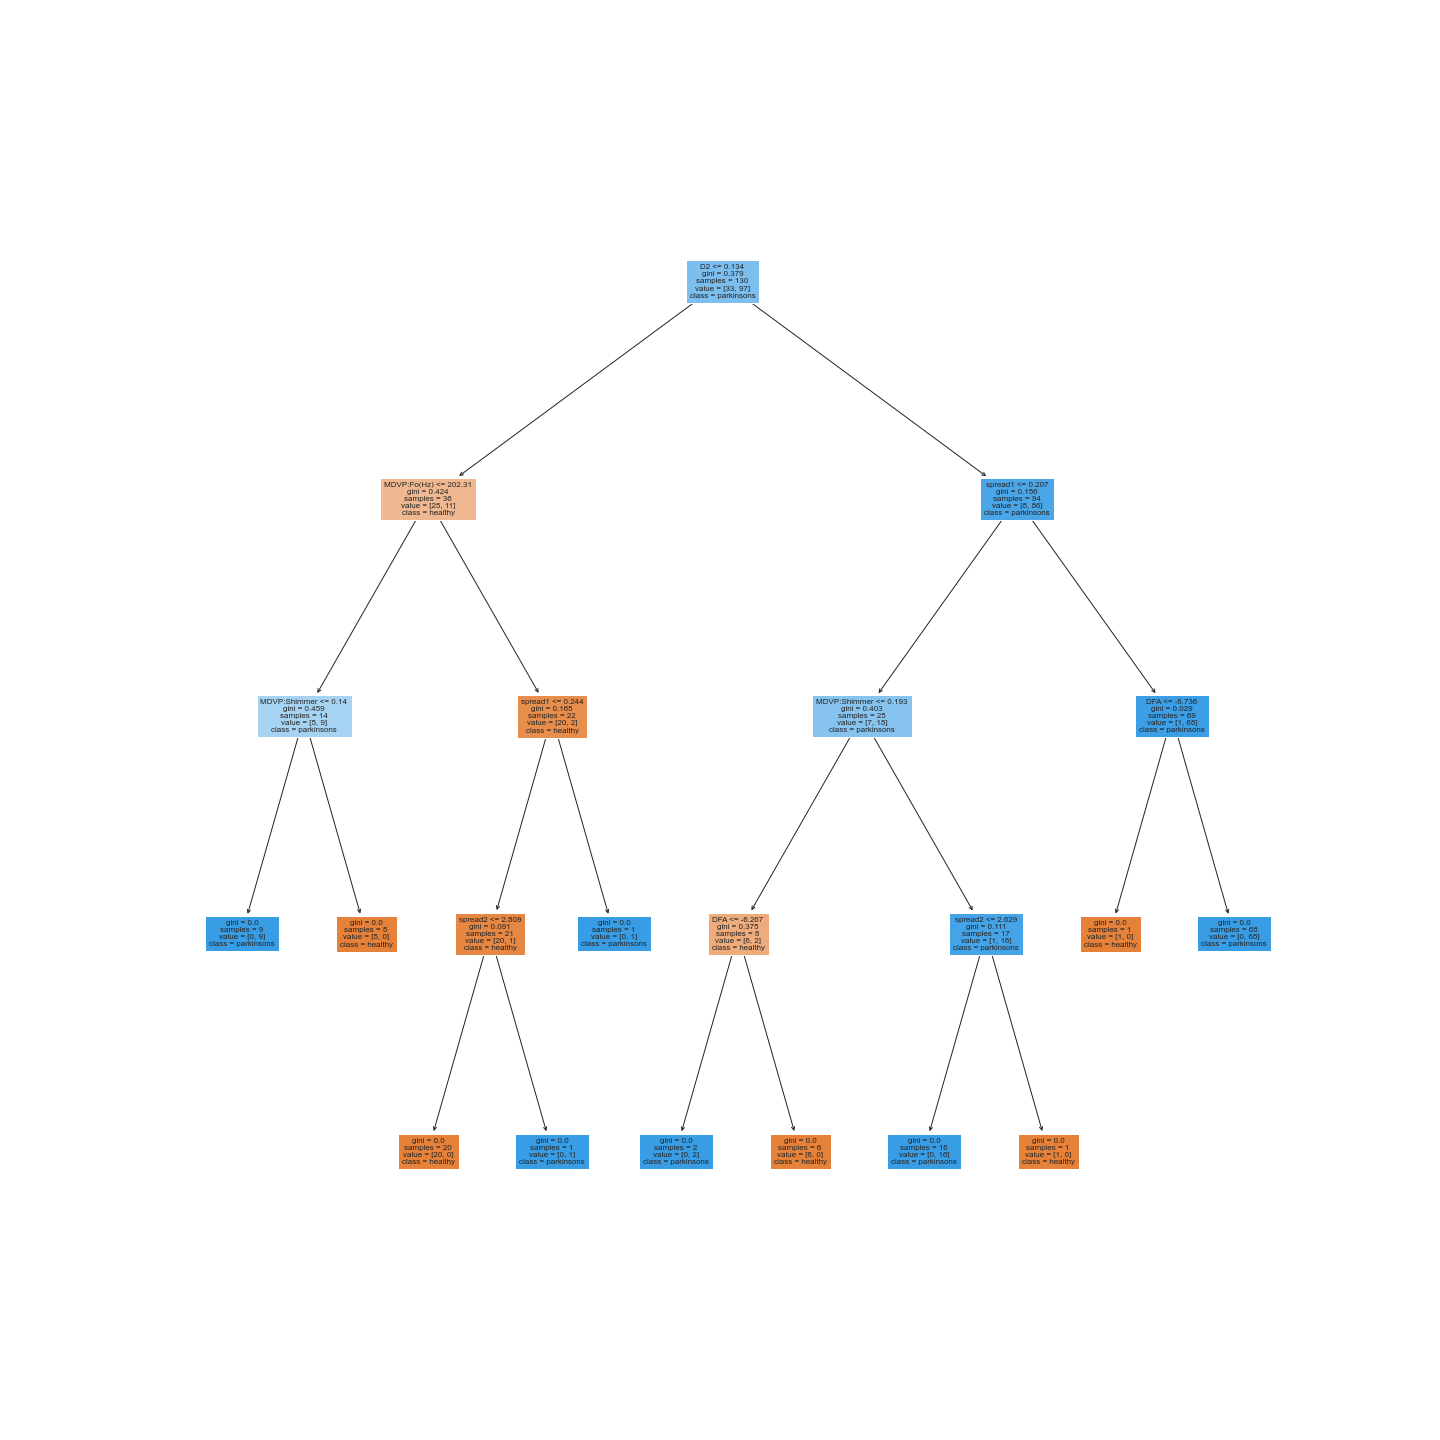 D2 <= 0.134
gini = 0.379
samples = 130
value = [33, 97]
class = parkinsons
MDVP:Fo(Hz) <= 202.31
gini = 0.424
samples = 36
value = [25, 11]
class = healthy
spread1 <= 0.207
gini = 0.156
samples = 94
value = [8, 86]
class = parkinsons
MDVP:Shimmer <= 0.14
gini = 0.459
samples = 14
value = [5, 9]
class = parkinsons
spread1 <= 0.244
gini = 0.165
samples = 22
value = [20, 2]
class = healthy
MDVP:Shimmer <= 0.193
gini = 0.403
samples = 25
value = [7, 18]
class = parkinsons
DFA <= -6.736
gini = 0.029
samples = 69
value = [1, 68]
class = parkinsons
gini = 0.0
samples = 9
value = [0, 9]
class = parkinsons
gini = 0.0
samples = 5
value = [5, 0]
class = healthy
spread2 <= 2.809
gini = 0.091
samples = 21
value = [20, 1]
class = healthy
gini = 0.0
samples = 1
value = [0, 1]
class = parkinsons
DFA <= -6.267
gini = 0.375
samples = 8
value = [6, 2]
class = healthy
spread2 <= 2.629
gini = 0.111
samples = 17
value = [1, 16]
class = parkinsons
gini = 0.0
samples = 1
value = [1, 0]
class = healthy
gini = 0.0
samples = 68
value = [0, 68]
class = parkinsons
gini = 0.0
samples = 20
value = [20, 0]
class = healthy
gini = 0.0
samples = 1
value = [0, 1]
class = parkinsons
gini = 0.0
samples = 2
value = [0, 2]
class = parkinsons
gini = 0.0
samples = 6
value = [6, 0]
class = healthy
gini = 0.0
samples = 16
value = [0, 16]
class = parkinsons
gini = 0.0
samples = 1
value = [1, 0]
class = healthy